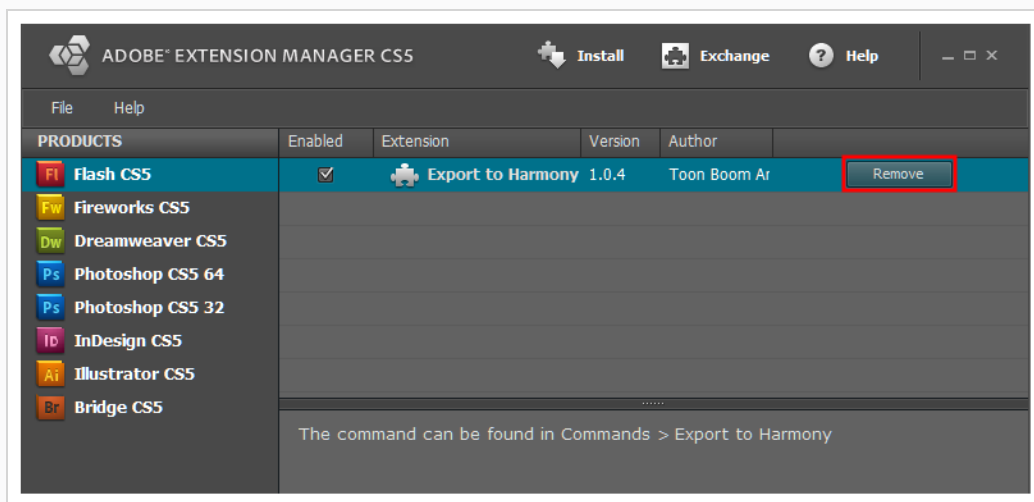 ADOBE® EXTENSION MANAGER CS5 Install Exchange ? Help
File Help
PRODUCTS Enabled Extension Version Author
Fl Flash CS5 Export to Harmony 1.0.4 Toon Boom Ar Remove
Fw Fireworks CS5
Dw Dreamweaver CS5
Ps Photoshop CS5 64
Ps Photoshop CS5 32
ID InDesign CS5
Ai Illustrator CS5
Br Bridge CS5
The command can be found in Commands > Export to Harmony